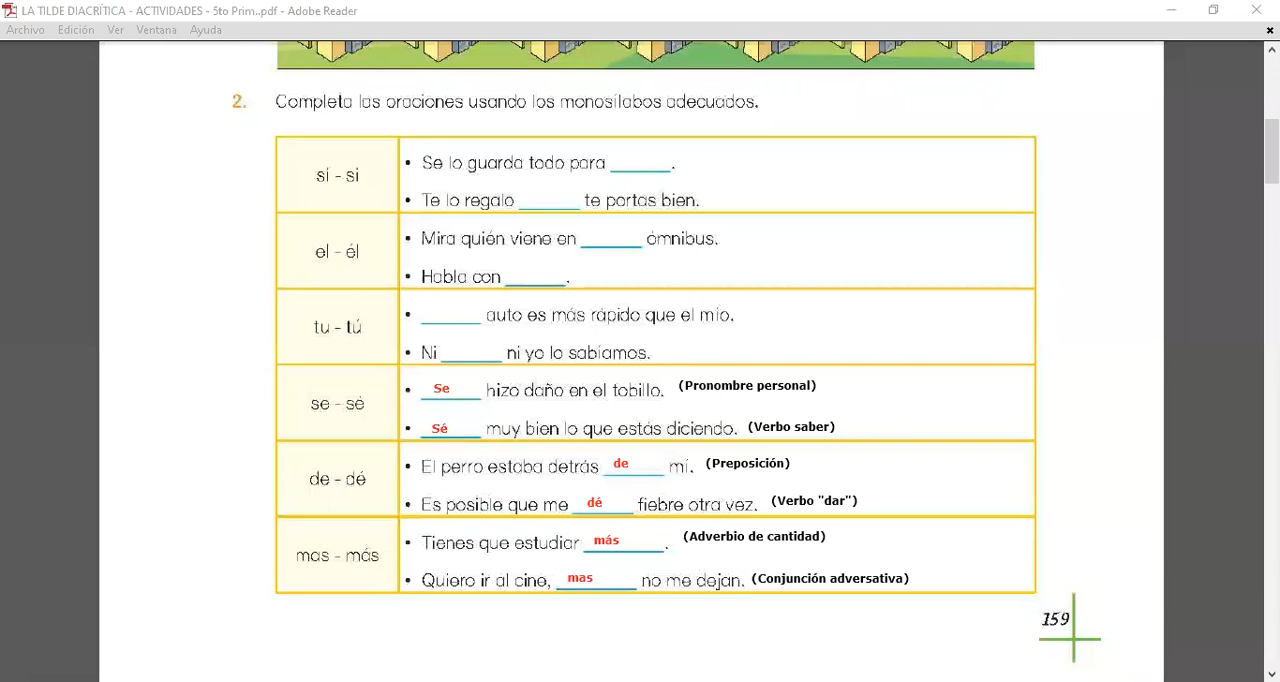 LA TILDE DIACRÍTICA - ACTIVIDADES - 5to Prim..pdf - Adobe Reader
Archivo Edición Ver Ventana Ayuda
2. Completa las oraciones usando los monosílabos adecuados.
sí - si
• Se lo guarda todo para ______.
• Te lo regalo ______ te portas bien.
el - él
• Mira quién viene en ______ ómnibus.
• Habla con ______.
tu - tú
• ______ auto es más rápido que el mío.
• Ni ______ ni yo lo sabíamos.
se - sé
• Se hizo daño en el tobillo. (Pronombre personal)
• Sé muy bien lo que estás diciendo. (Verbo saber)
de - dé
• El perro estaba detrás de mí. (Preposición)
• Es posible que me dé fiebre otra vez. (Verbo "dar")
mas - más
• Tienes que estudiar más. (Adverbio de cantidad)
• Quiero ir al cine, mas no me dejan. (Conjunción adversativa)
159